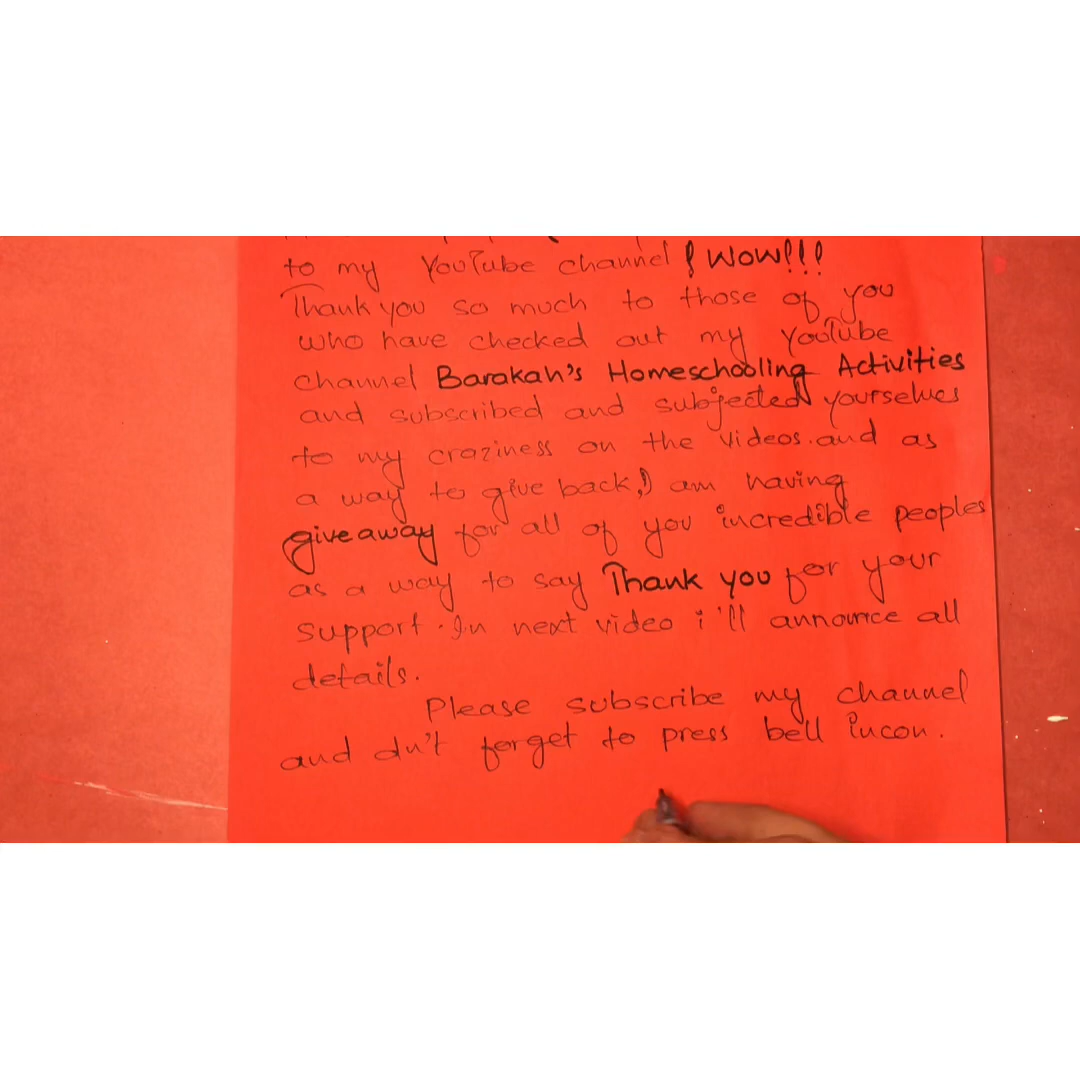 to my YouTube channel ! Wow!!!
Thank you so much to those of you
who have checked out my YouTube
channel Barakah's Homeschooling Activities
and subscribed and subjected yourselves
to my craziness on the videos. and as
a way to give back, I am having
giveaway for all of you incredible peoples
as a way to say Thank you for your
support. In next video i'll announce all
details.
Please subscribe my channel
and dn't forget to press bell incon.